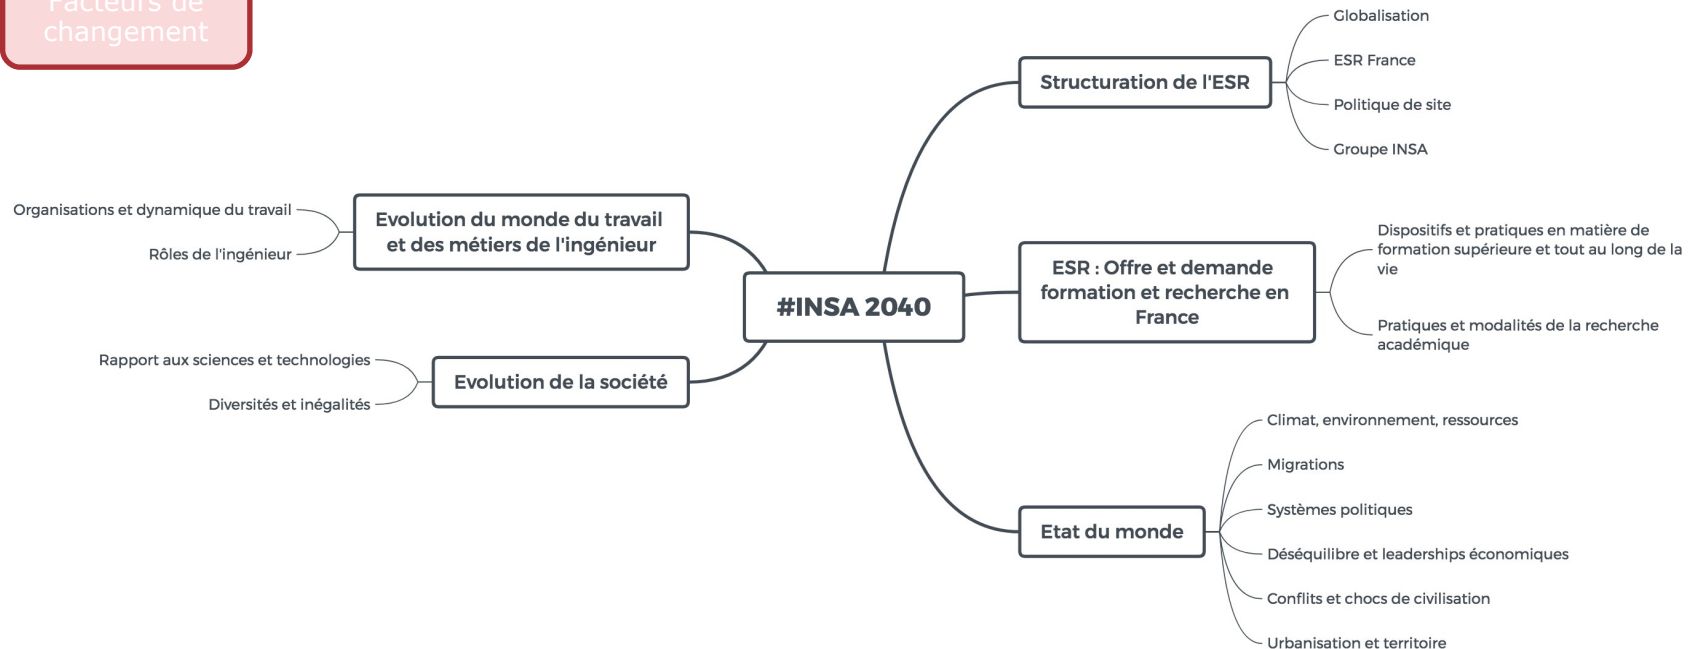 Facteurs de
changement
Globalisation
Structuration de l'ESR
ESR France
Politique de site
Groupe INSA
Organisations et dynamique du travail
Rôles de l'ingénieur
Evolution du monde du travail
et des métiers de l'ingénieur
Rapport aux sciences et technologies
Diversités et inégalités
Evolution de la société
#INSA 2040
ESR : Offre et demande
formation et recherche en
France
Dispositifs et pratiques en matière de
formation supérieure et tout au long de la
vie
Pratiques et modalités de la recherche
académique
Etat du monde
Climat, environnement, ressources
Migrations
Systèmes politiques
Déséquilibre et leaderships économiques
Conflits et chocs de civilisation
Urbanisation et territoire